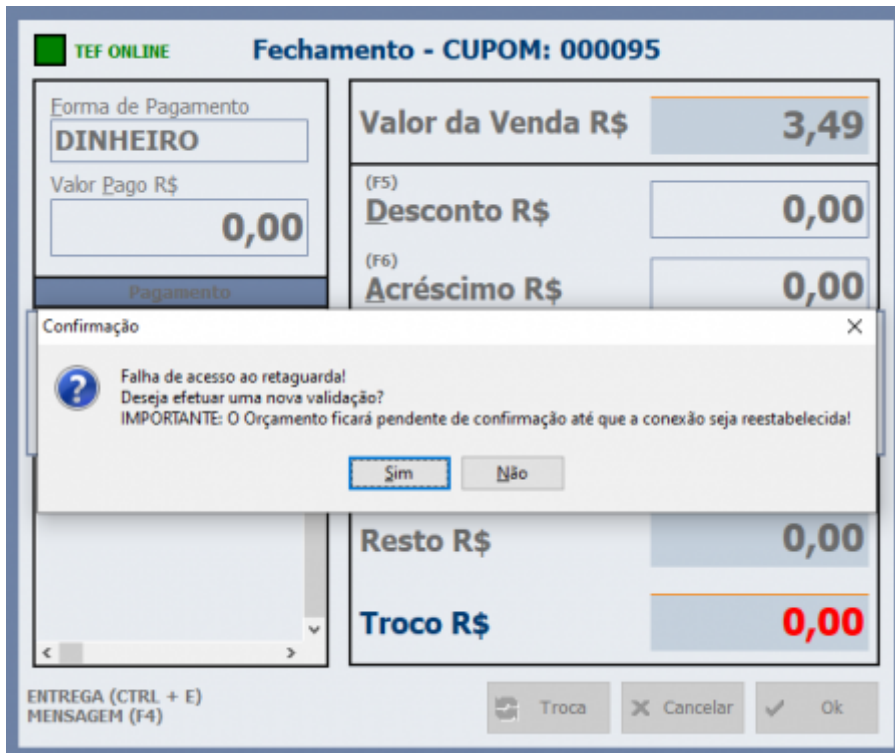 TEF ONLINE
Fechamento - CUPOM: 000095
Forma de Pagamento
DINHEIRO
Valor Pago R$
0,00
Pagamento
Valor da Venda R$ 3,49
(F5)
Desconto R$ 0,00
(F6)
Acréscimo R$ 0,00
Confirmação
Falha de acesso ao retaguarda!
Deseja efetuar uma nova validação?
IMPORTANTE: O Orçamento ficará pendente de confirmação até que a conexão seja reestabelecida!
Sim Não
Resto R$ 0,00
Troco R$ 0,00
ENTREGA (CTRL + E)
MENSAGEM (F4)
Troca Cancelar Ok